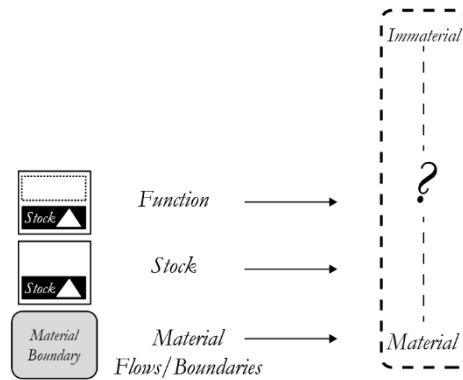 Immaterial
?
Stock
Function
Stock
Stock
Material
Boundary
Material
Flows/Boundaries
Material